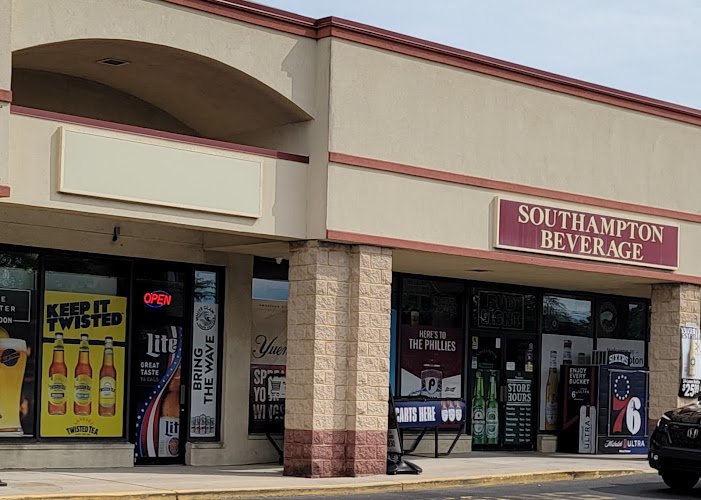 SOUTHAMPTON
BEVERAGE
KEEP IT
TWISTED
TWISTED TEA
OPEN
Lite
GREAT
TASTE
BRING
THE WAVE
HERE'S TO
THE PHILLIES
CARTS HERE
STORE
HOURS
ENJOY
EVERY
BUCKET
ULTRA
SIXERS
76
Michelob ULTRA